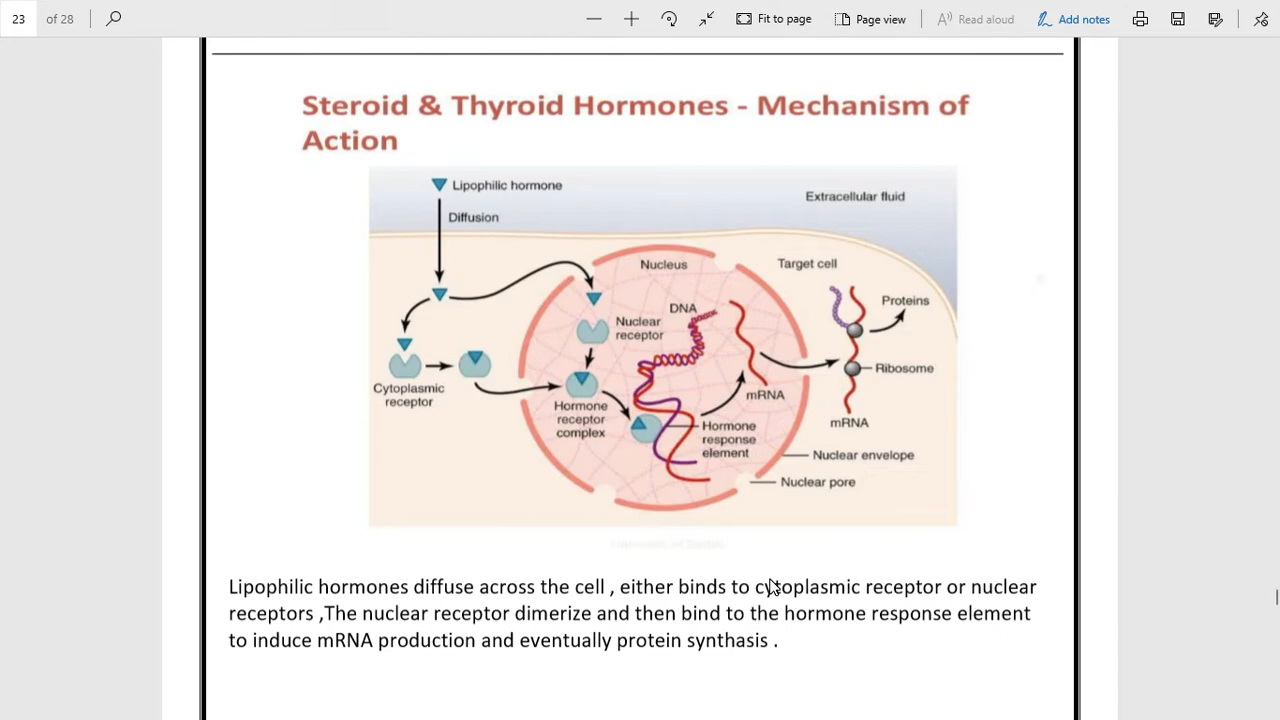 23 of 28 Fit to page Page view Read aloud Add notes
Steroid & Thyroid Hormones - Mechanism of
Action
Lipophilic hormone
Extracellular fluid
Diffusion
Nucleus
Target cell
DNA
Proteins
Nuclear
receptor
Ribosome
Cytoplasmic
receptor
mRNA
Hormone
receptor
complex
mRNA
Hormone
response
element
Nuclear envelope
Nuclear pore
Lipophilic hormones diffuse across the cell , either binds to cytoplasmic receptor or nuclear
receptors ,The nuclear receptor dimerize and then bind to the hormone response element
to induce mRNA production and eventually protein synthasis .